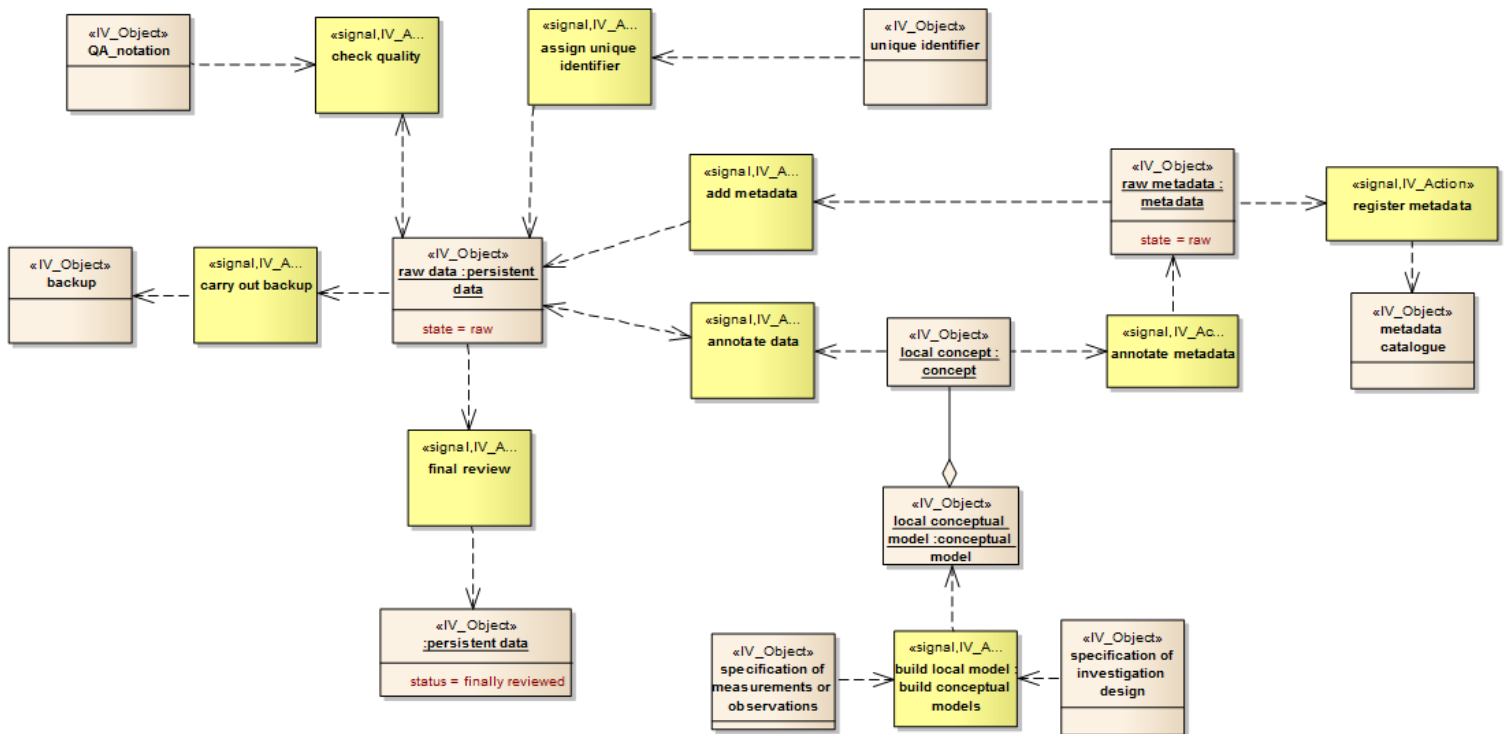 «IV_Object»
QA_notation
«signal,IV_A...
check quality
«signal,IV_A...
assign unique
identifier
«IV_Object»
unique identifier
«signal,IV_A...
add metadata
«IV_Object»
raw metadata :
metadata
state = raw
«signal,IV_Action»
register metadata
«IV_Object»
backup
«signal,IV_A...
carry out backup
«IV_Object»
raw data :persistent
data
state = raw
«signal,IV_A...
annotate data
«IV_Object»
local concept :
concept
«signal,IV_Ac...
annotate metadata
«IV_Object»
metadata
catalogue
«signal,IV_A...
final review
«IV_Object»
local conceptual
model :conceptual
model
«IV_Object»
:persistent data
status = finally reviewed
«IV_Object»
specification of
measurements or
observations
«signal,IV_A...
build local model :
build conceptual
models
«IV_Object»
specification of
investigation
design